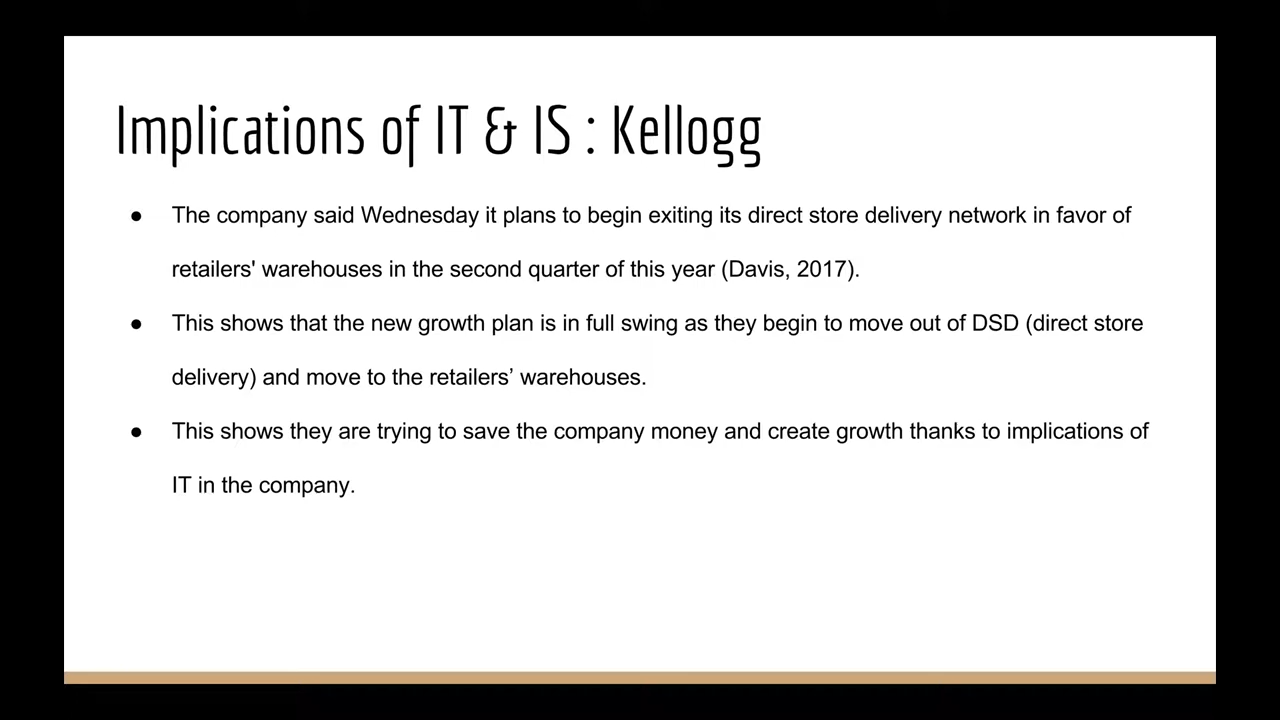 Implications of IT & IS : Kellogg
● The company said Wednesday it plans to begin exiting its direct store delivery network in favor of
retailers' warehouses in the second quarter of this year (Davis, 2017).
● This shows that the new growth plan is in full swing as they begin to move out of DSD (direct store
delivery) and move to the retailers’ warehouses.
● This shows they are trying to save the company money and create growth thanks to implications of
IT in the company.